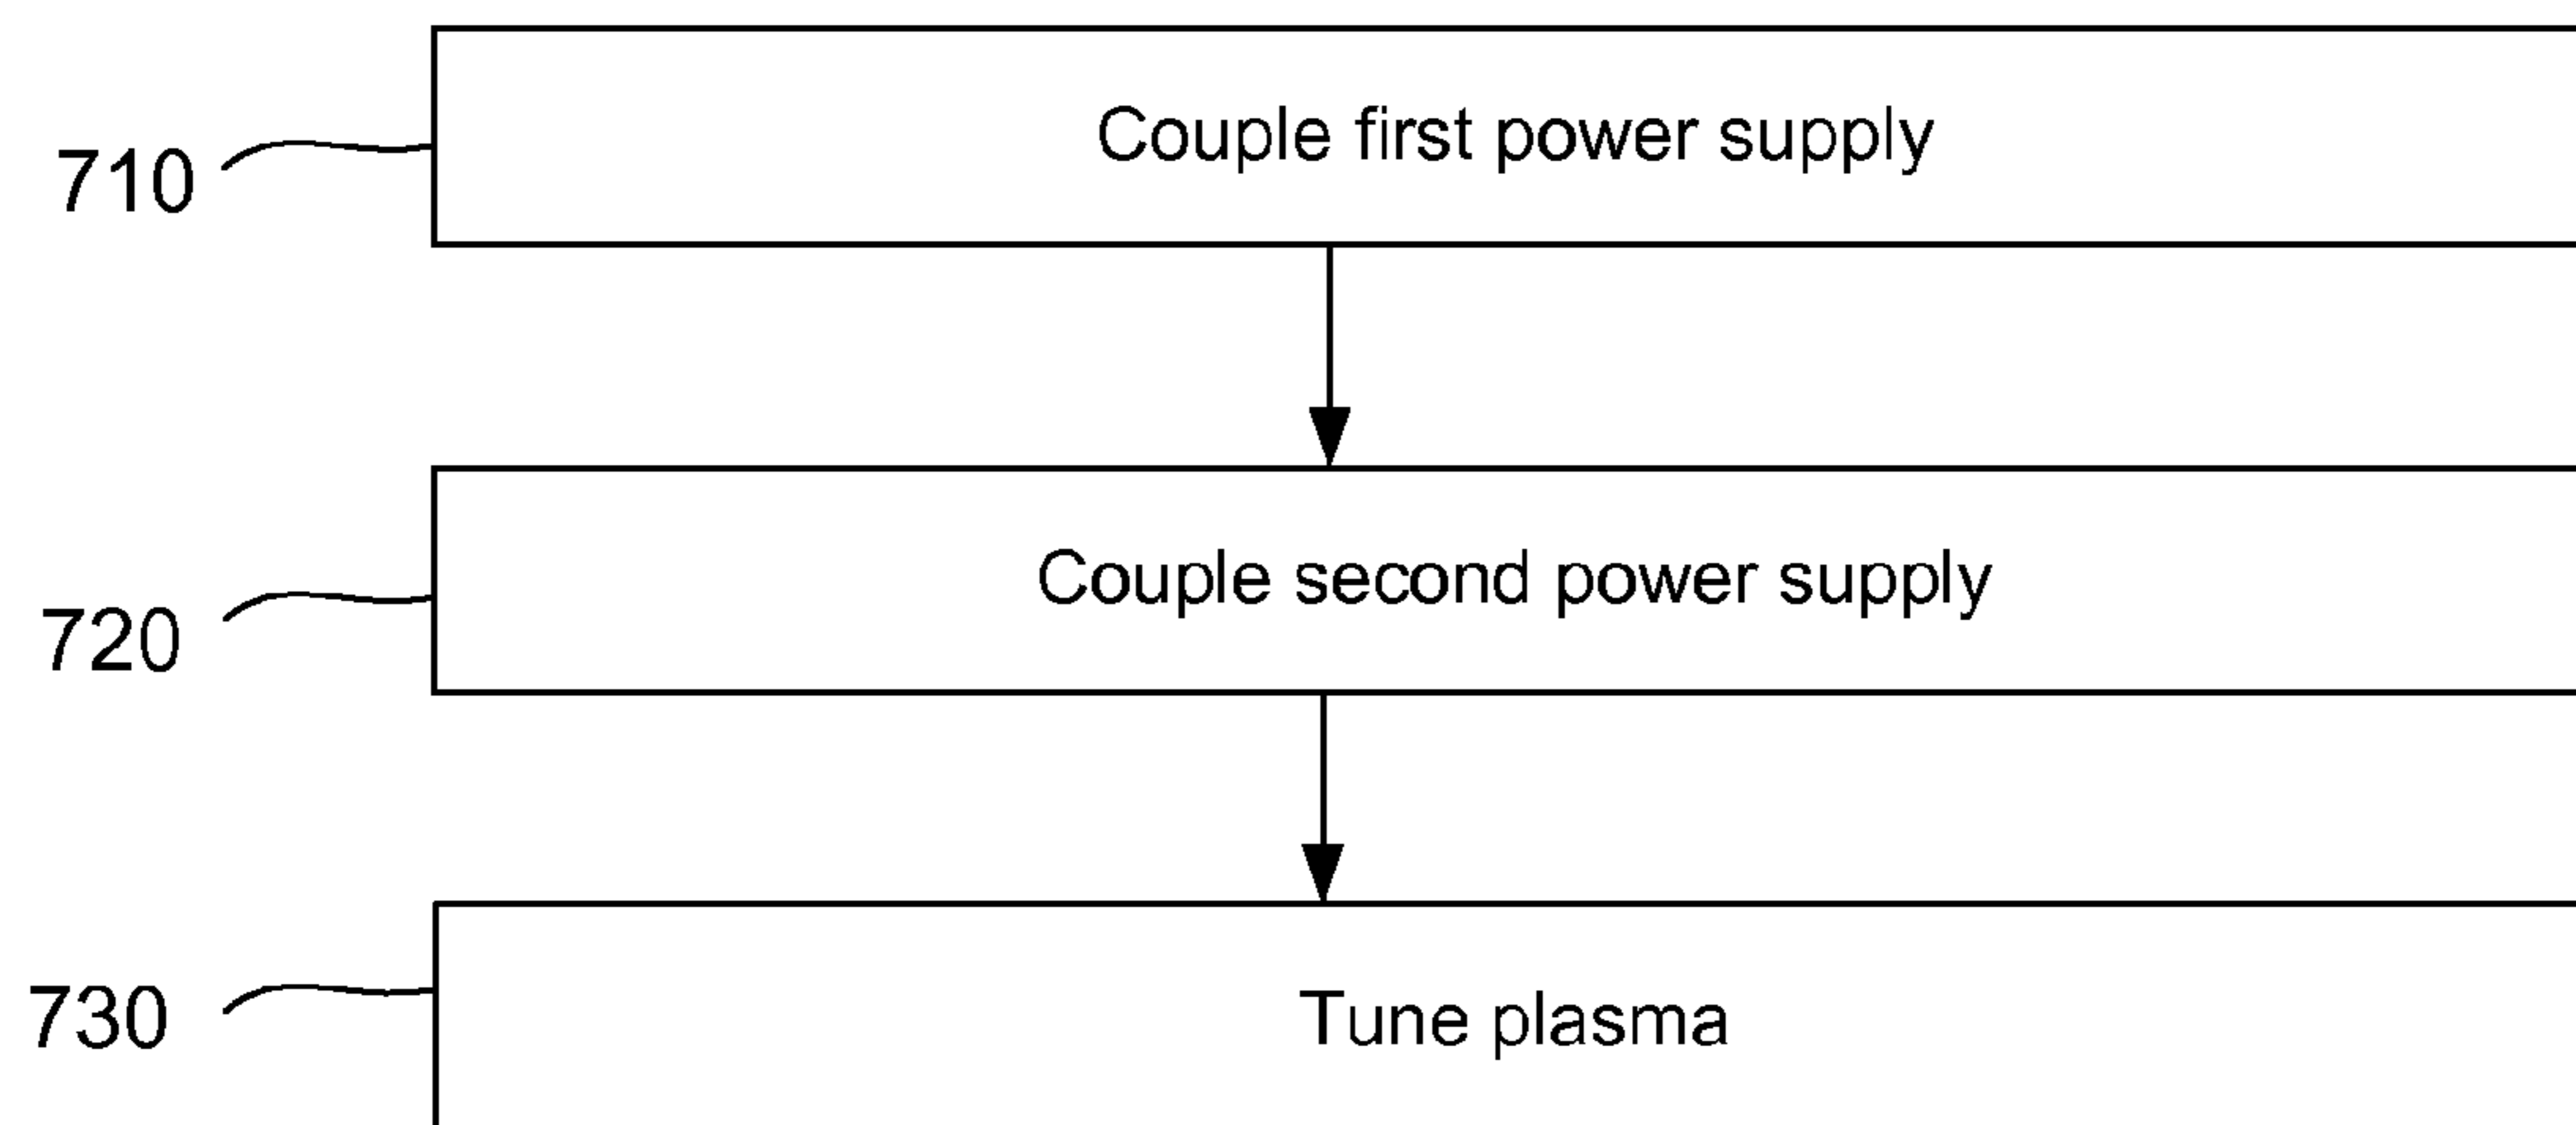 Couple first power supply
710
Couple second power supply
720
Tune plasma
730